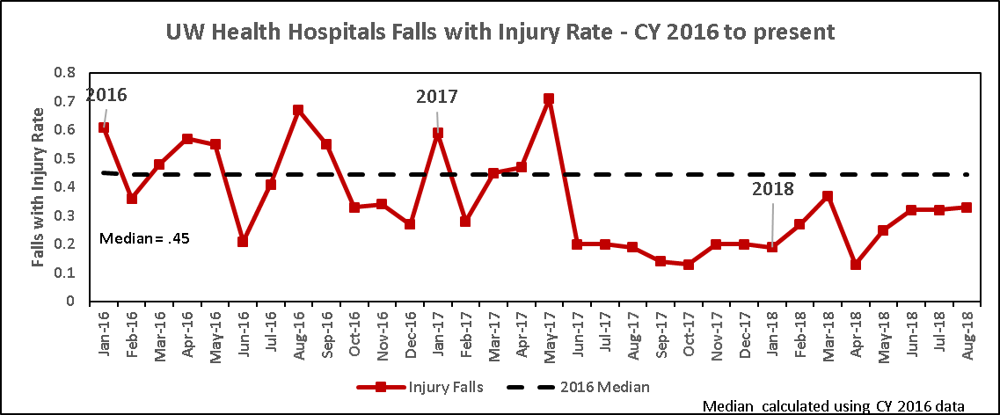 UW Health Hospitals Falls with Injury Rate - CY 2016 to present
Falls with Injury Rate
0.8
0.7
0.6
0.5
0.4
0.3
0.2
0.1
0
2016
2017
2018
Median= .45
Jan-16
Feb-16
Mar-16
Apr-16
May-16
Jun-16
Jul-16
Aug-16
Sep-16
Oct-16
Nov-16
Dec-16
Jan-17
Feb-17
Mar-17
Apr-17
May-17
Jun-17
Jul-17
Aug-17
Sep-17
Oct-17
Nov-17
Dec-17
Jan-18
Feb-18
Mar-18
Apr-18
May-18
Jun-18
Jul-18
Aug-18
Injury Falls
2016 Median
Median calculated using CY 2016 data